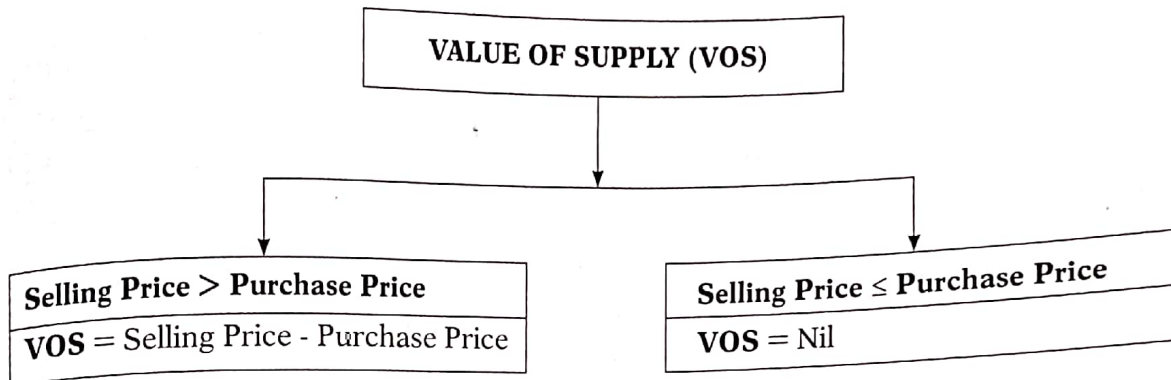 VALUE OF SUPPLY (VOS)
Selling Price > Purchase Price
VOS = Selling Price - Purchase Price
Selling Price ≤ Purchase Price
VOS = Nil